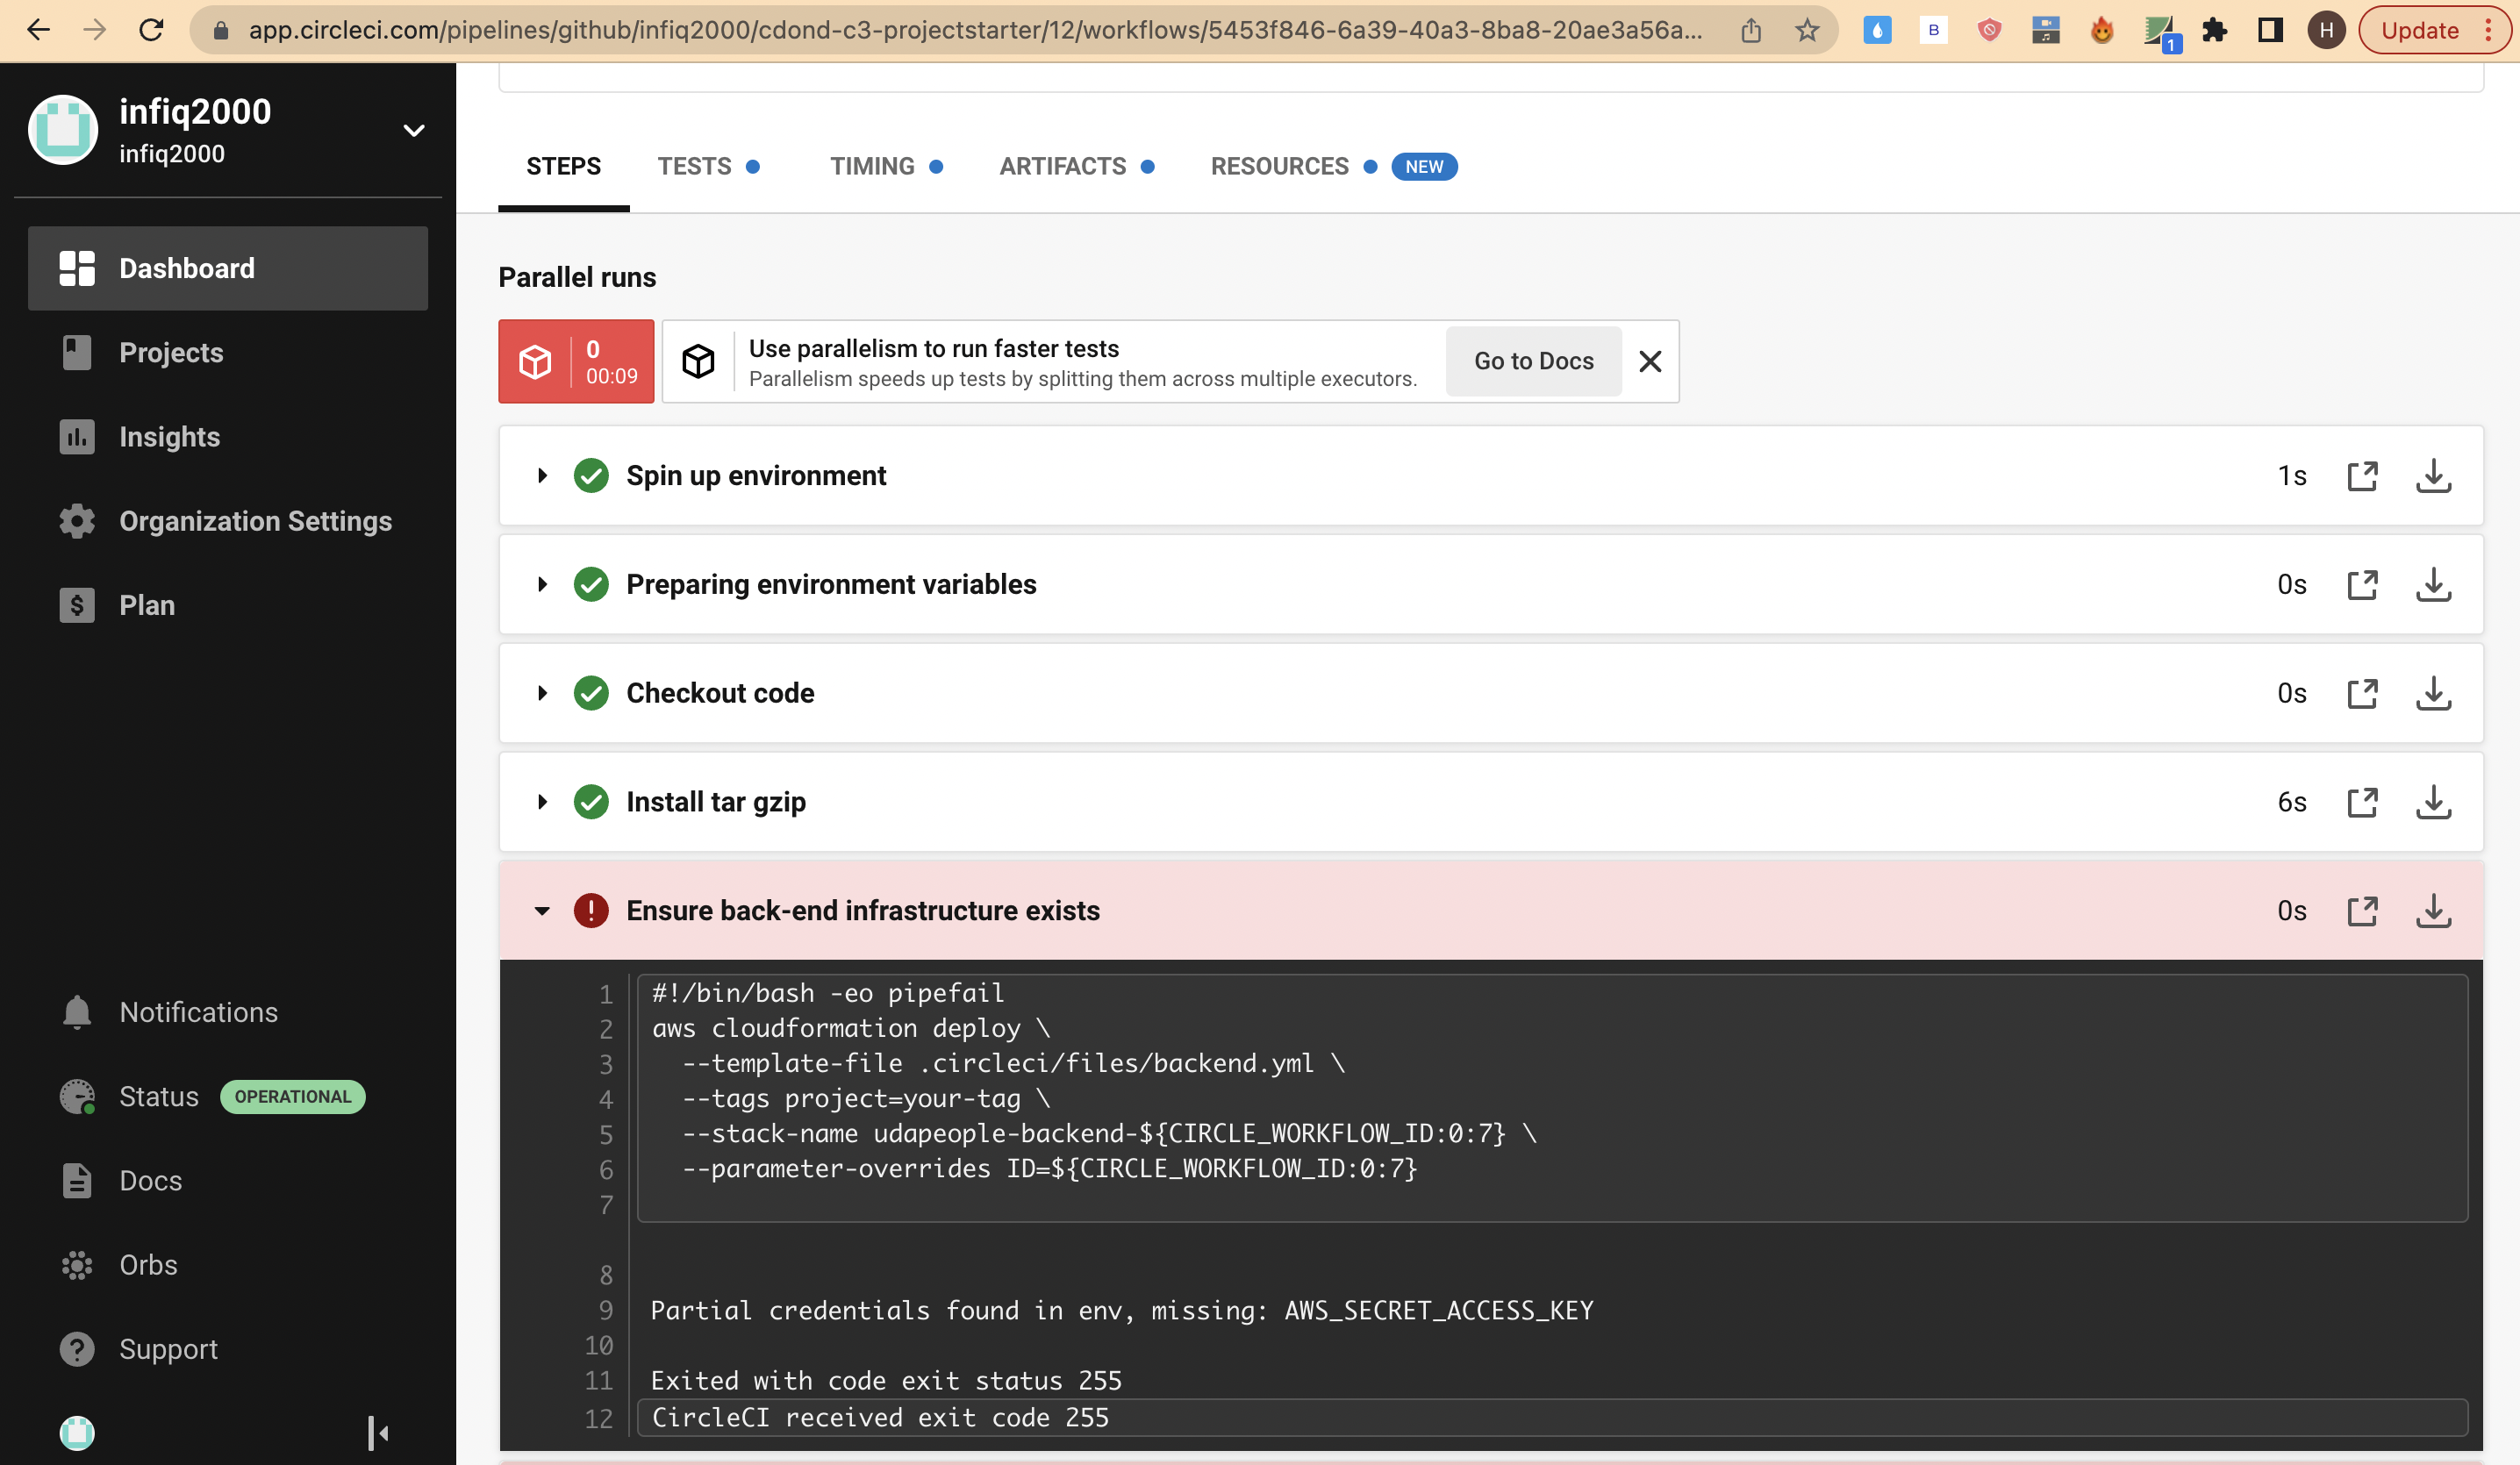 app.circleci.com/pipelines/github/infiq2000/cdond-c3-projectstarter/12/workflows/5453f846-6a39-40a3-8ba8-20ae3a56a...
B
1
H
Update
infiq2000
infiq2000
Dashboard
Projects
Insights
Organization Settings
$ Plan
Notifications
Status OPERATIONAL
Docs
Orbs
? Support
STEPS TESTS TIMING ARTIFACTS RESOURCES NEW
Parallel runs
0
00:09
Use parallelism to run faster tests
Parallelism speeds up tests by splitting them across multiple executors.
Go to Docs
Spin up environment 1s
Preparing environment variables 0s
Checkout code 0s
Install tar gzip 6s
! Ensure back-end infrastructure exists 0s
1 #!/bin/bash -eo pipefail
2 aws cloudformation deploy \
3 --template-file .circleci/files/backend.yml \
4 --tags project=your-tag \
5 --stack-name udapeople-backend-${CIRCLE_WORKFLOW_ID:0:7} \
6 --parameter-overrides ID=${CIRCLE_WORKFLOW_ID:0:7}
7
8
9 Partial credentials found in env, missing: AWS_SECRET_ACCESS_KEY
10
11 Exited with code exit status 255
12 CircleCI received exit code 255